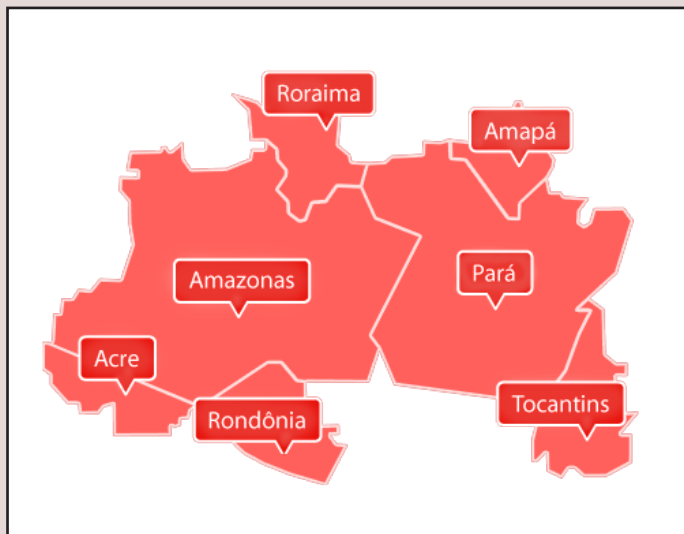 Roraima
Amapá
Amazonas
Pará
Acre
Tocantins
Rondônia